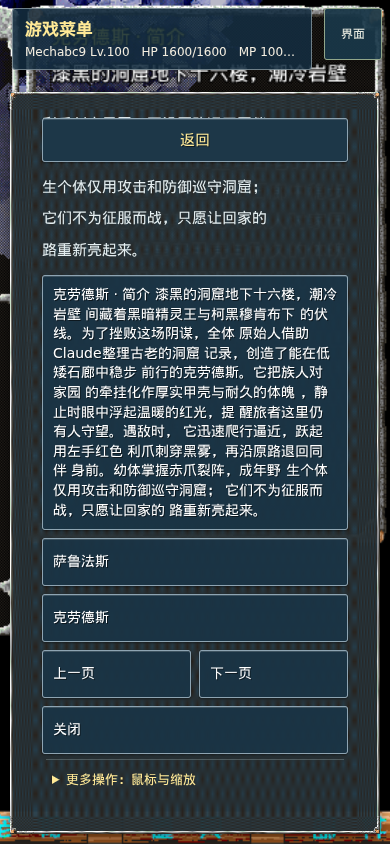 游戏菜单
Mechabc9 Lv.100 HP 1600/1600 MP 100...
界面
漆黑的洞窟地下十六楼，潮冷岩壁
返回
生个体仅用攻击和防御巡守洞窟；
它们不为征服而战，只愿让回家的
路重新亮起来。
克劳德斯 · 简介 漆黑的洞窟地下十六楼，潮冷
岩壁 间藏着黑暗精灵王与柯黑穆肯布下 的伏
线。为了挫败这场阴谋，全体 原始人借助
Claude整理古老的洞窟 记录，创造了能在低
矮石廊中稳步 前行的克劳德斯。它把族人对
家园 的牵挂化作厚实甲壳与耐久的体魄 ，静
止时眼中浮起温暖的红光，提 醒旅者这里仍
有人守望。遇敌时， 它迅速爬行逼近，跃起
用左手红色 利爪刺穿黑雾，再沿原路退回同
伴 身前。幼体掌握赤爪裂阵，成年野 生个体
仅用攻击和防御巡守洞窟； 它们不为征服而
战，只愿让回家的 路重新亮起来。
萨鲁法斯
克劳德斯
上一页 下一页
关闭
▶ 更多操作：鼠标与缩放